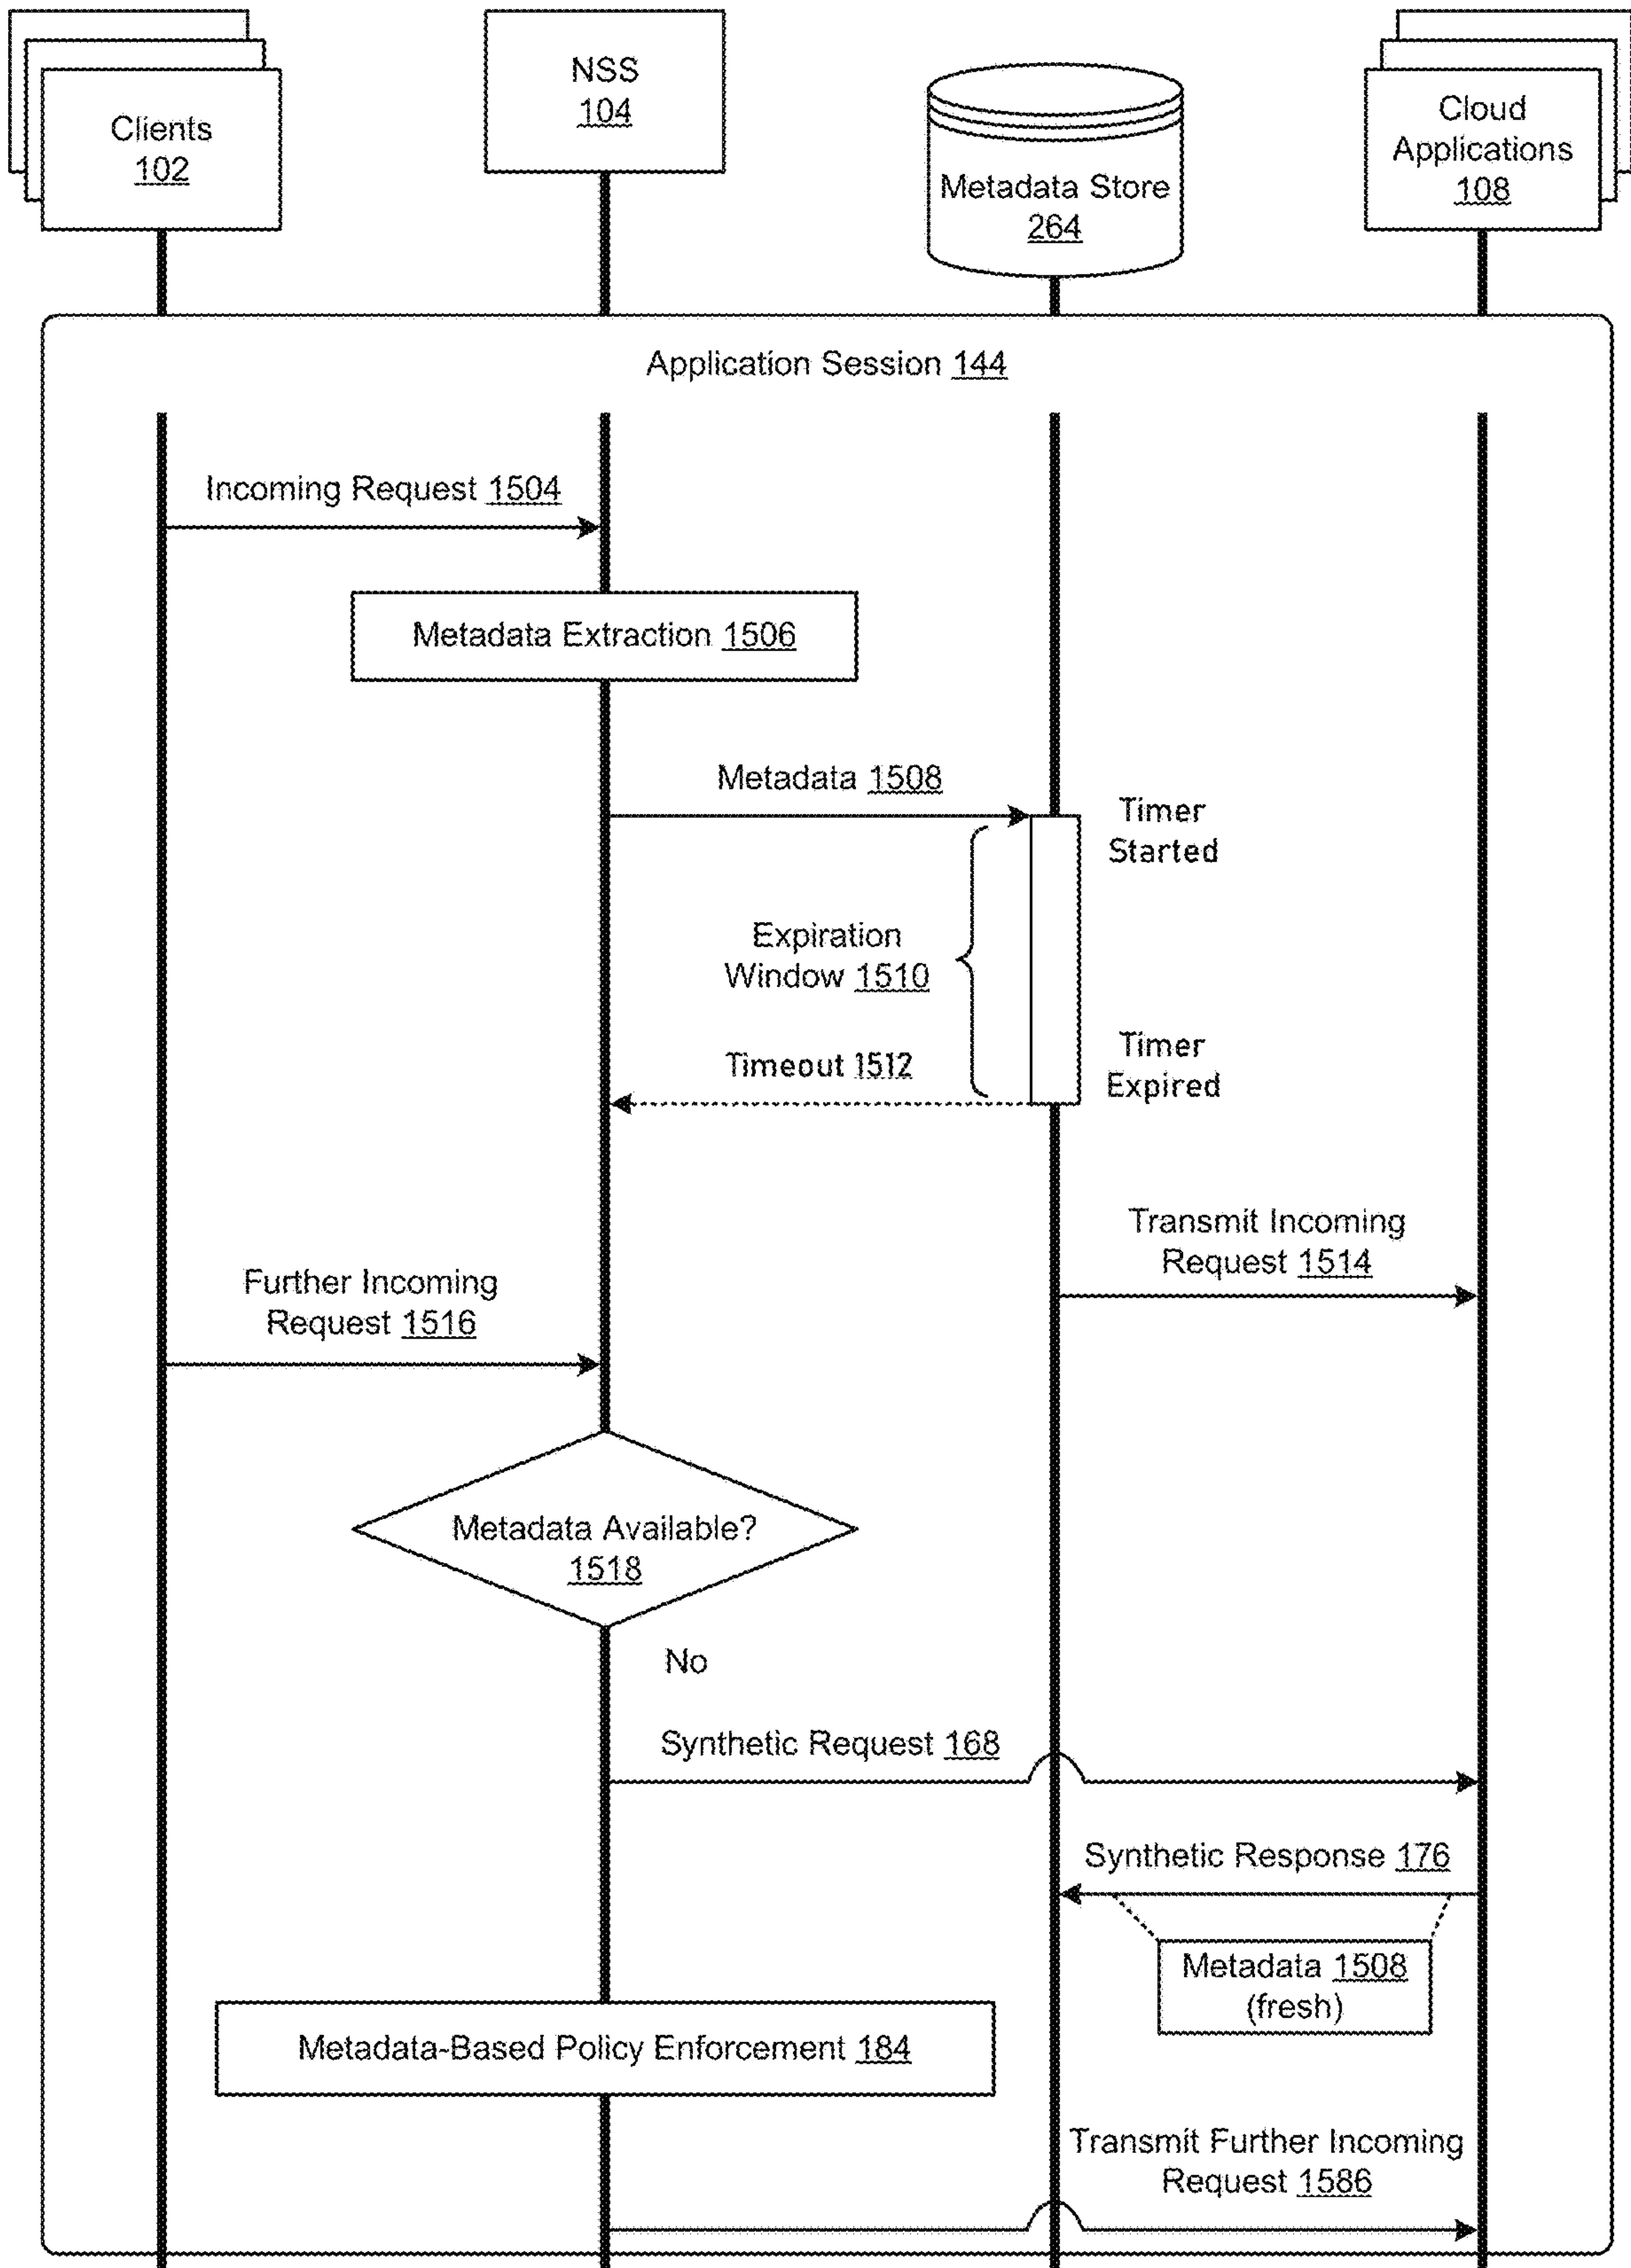 Clients
102
NSS
104
Metadata Store
264
Cloud
Applications
108
Application Session 144
Incoming Request 1504
Metadata Extraction 1506
Metadata 1508
Timer
Started
Expiration
Window 1510
Timeout 1512
Timer
Expired
Transmit Incoming
Request 1514
Further Incoming
Request 1516
Metadata Available?
1518
No
Synthetic Request 168
Synthetic Response 176
Metadata 1508
(fresh)
Metadata-Based Policy Enforcement 184
Transmit Further Incoming
Request 1586